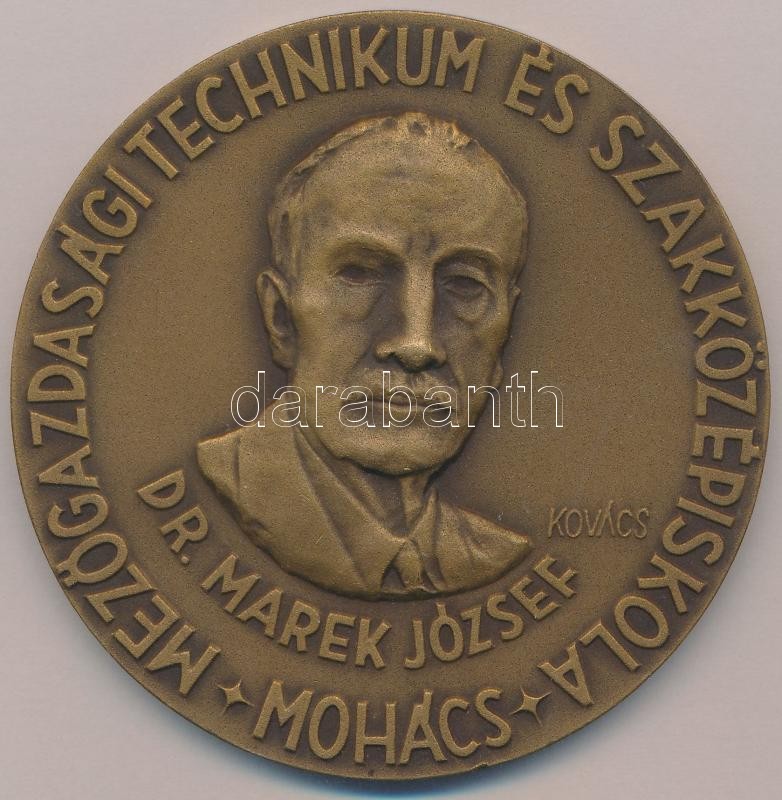 MEZŐGAZDASÁGI TECHNIKUM ÉS SZAKKÖZÉPISKOLA
MOHÁCS
DR. MAREK JÓZSEF
KOVÁCS
darabanth